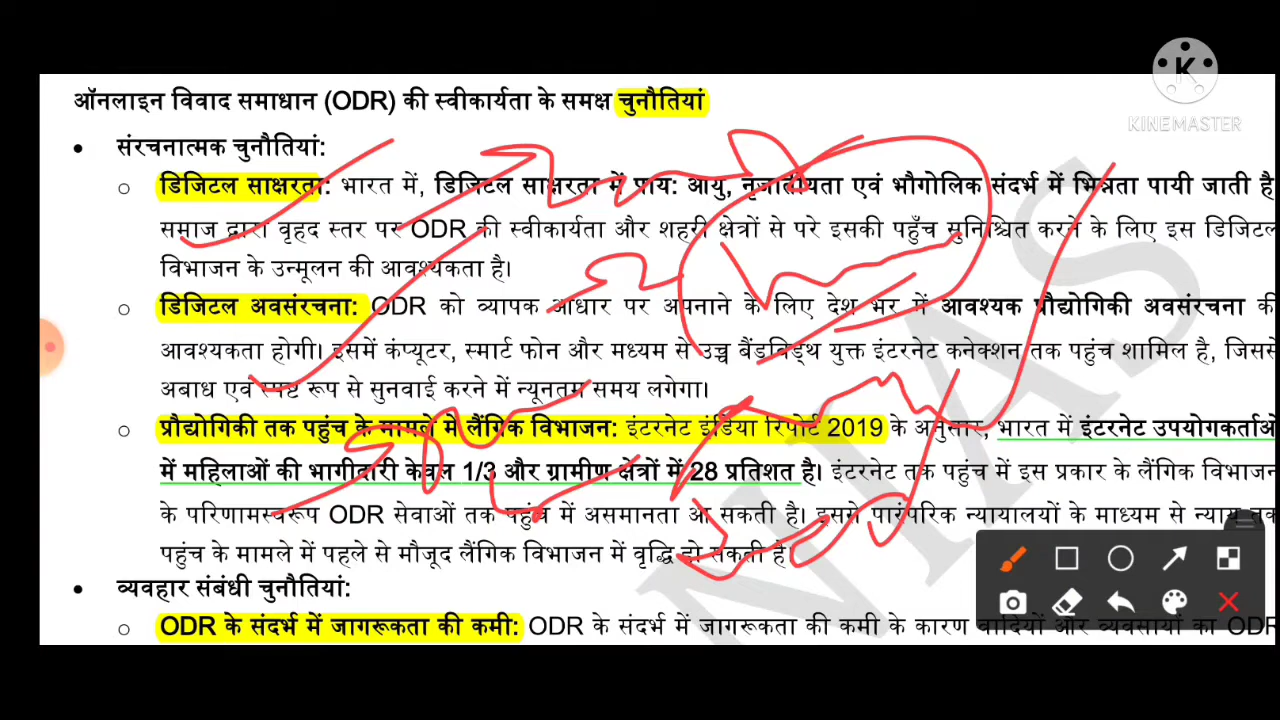 KINEMASTER
ऑनलाइन विवाद समाधान (ODR) की स्वीकार्यता के समक्ष चुनौतियां
• संरचनात्मक चुनौतियां:
○ डिजिटल साक्षरता: भारत में, डिजिटल साक्षरता में पाय: आयु, नृजातीयता एवं भौगोलिक संदर्भ में भिन्नता पायी जाती है
समाज द्वारा वृहद स्तर पर ODR की स्वीकार्यता और शहरी क्षेत्रों से परे इसकी पहुँच सुनिश्चित करने के लिए इस डिजिटल
विभाजन के उन्मूलन की आवश्यकता है।
○ डिजिटल अवसंरचना: ODR को व्यापक आधार पर अपनाने के लिए देश भर में आवश्यक प्रौद्योगिकी अवसंरचना की
आवश्यकता होगी। इसमें कंप्यूटर, स्मार्ट फोन और मध्यम से उच्च बैंडविड्थ युक्त इंटरनेट कनेक्शन तक पहुंच शामिल है, जिससे
अबाध एवं स्पष्ट रूप से सुनवाई करने में न्यूनतम समय लगेगा।
○ प्रौद्योगिकी तक पहुंच के मामले में लैंगिक विभाजन: इंटरनेट इंडिया रिपोर्ट 2019 के अनुसार, भारत में इंटरनेट उपयोगकर्ताओं
में महिलाओं की भागीदारी केवल 1/3 और ग्रामीण क्षेत्रों में 28 प्रतिशत है। इंटरनेट तक पहुंच में इस प्रकार के लैंगिक विभाजन
के परिणामस्वरूप ODR सेवाओं तक पहुंच में असमानता आ सकती है। इससे पारंपरिक न्यायालयों के माध्यम से न्याय तक
पहुंच के मामले में पहले से मौजूद लैंगिक विभाजन में वृद्धि हो सकती है
• व्यवहार संबंधी चुनौतियां:
○ ODR के संदर्भ में जागरूकता की कमी: ODR के संदर्भ में जागरूकता की कमी के कारण वादियों और व्यवसायों का ODR